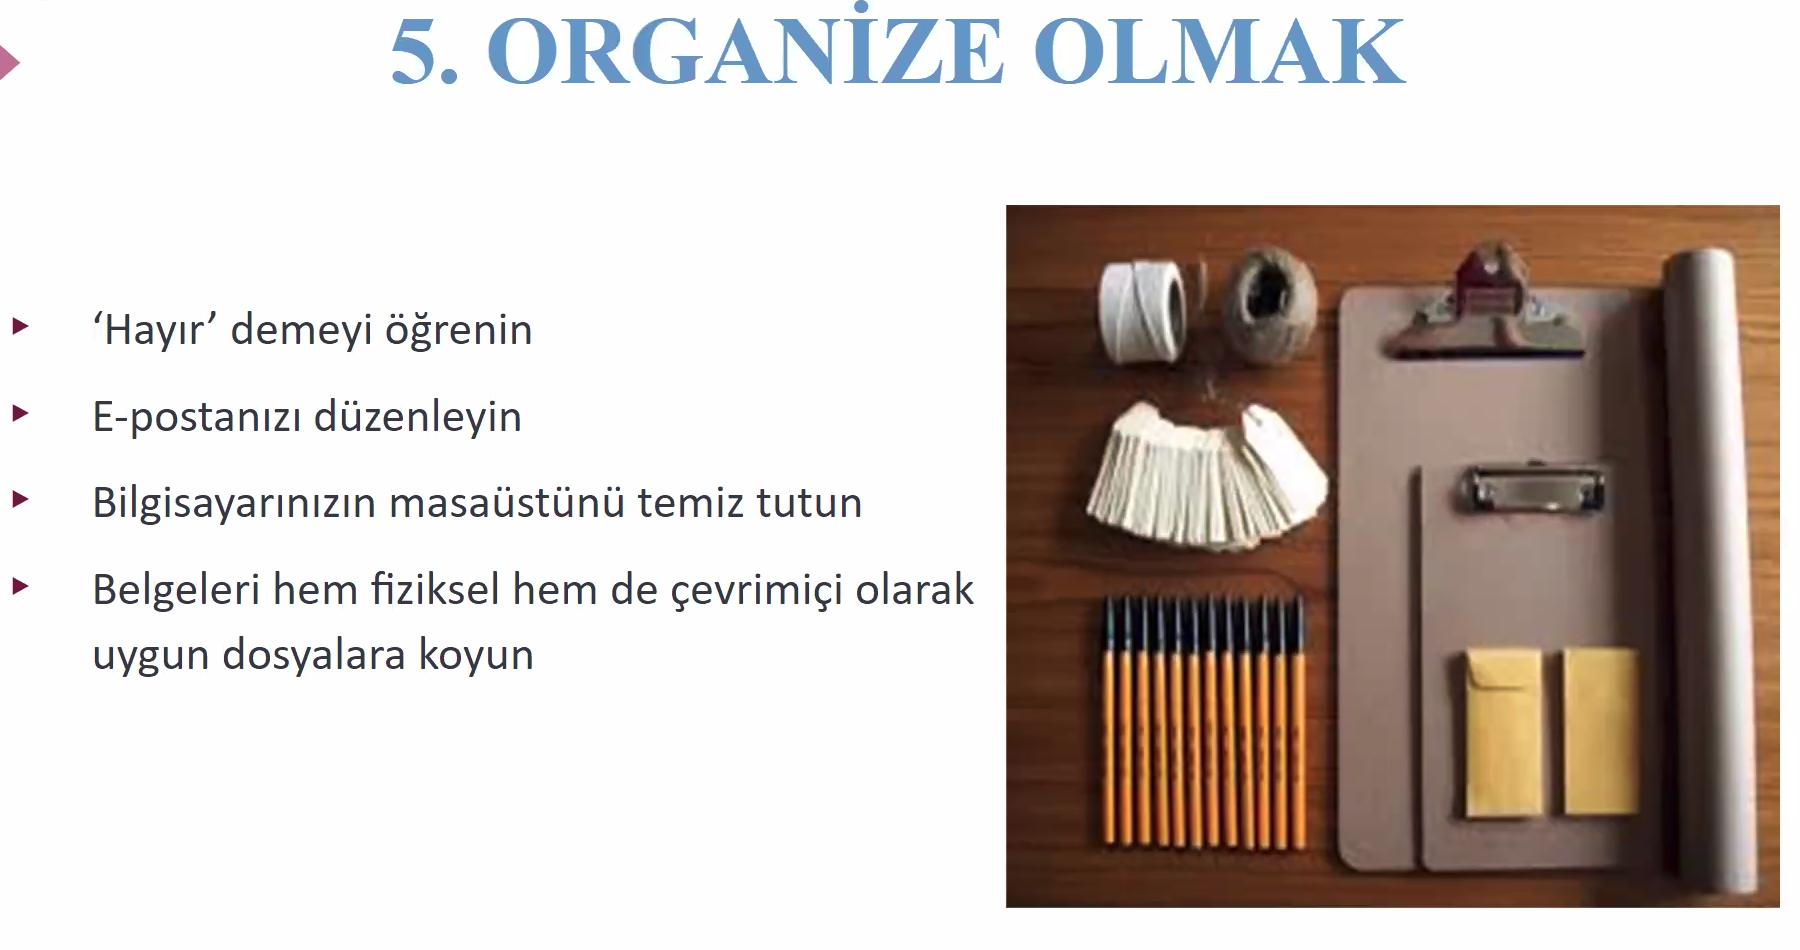 5. ORGANİZE OLMAK
‘Hayır’ demeyi öğrenin
E-postanızı düzenleyin
Bilgisayarınızın masaüstünü temiz tutun
Belgeleri hem fiziksel hem de çevrimiçi olarak
uygun dosyalara koyun